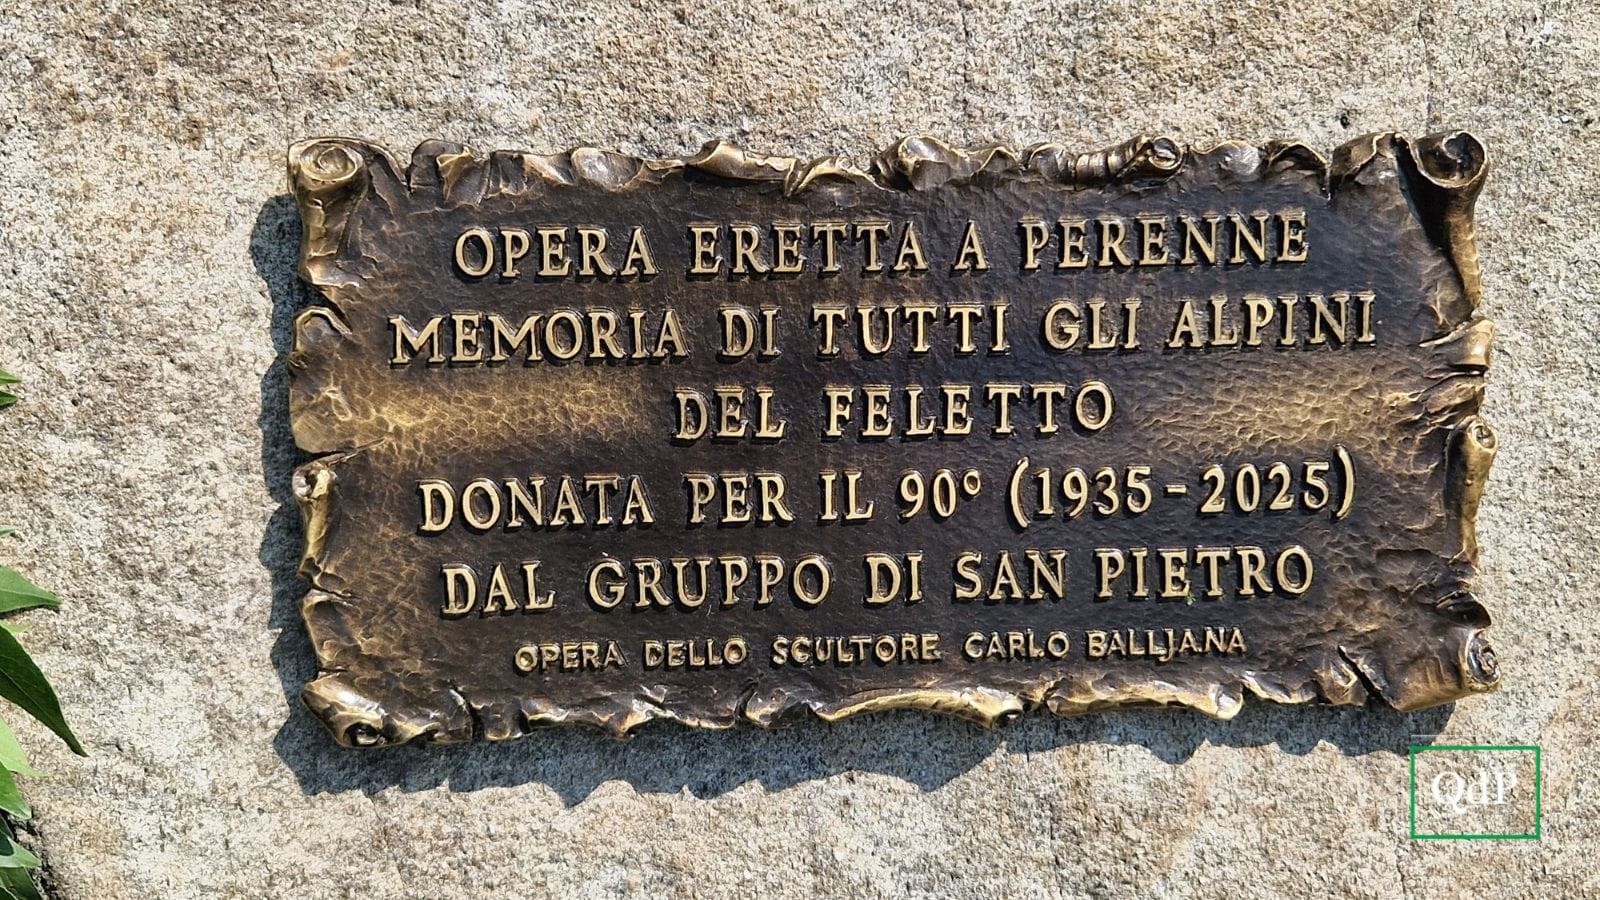 OPERA ERETTA A PERENNE
MEMORIA DI TUTTI GLI ALPINI
DEL FELETTO
DONATA PER IL 90° (1935-2025)
DAL GRUPPO DI SAN PIETRO
OPERA DELLO SCULTORE CARLO BALLJANA
QdP